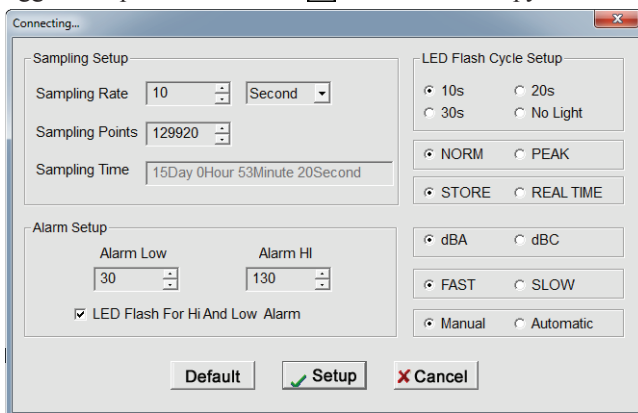 Connecting...
Sampling Setup
Sampling Rate 10 Second
Sampling Points 129920
Sampling Time 15Day 0Hour 53Minute 20Second
Alarm Setup
Alarm Low Alarm HI
30 130
LED Flash For Hi And Low Alarm
LED Flash Cycle Setup
10s 20s
30s No Light
NORM PEAK
STORE REAL TIME
dBA dBC
FAST SLOW
Manual Automatic
Default Setup Cancel